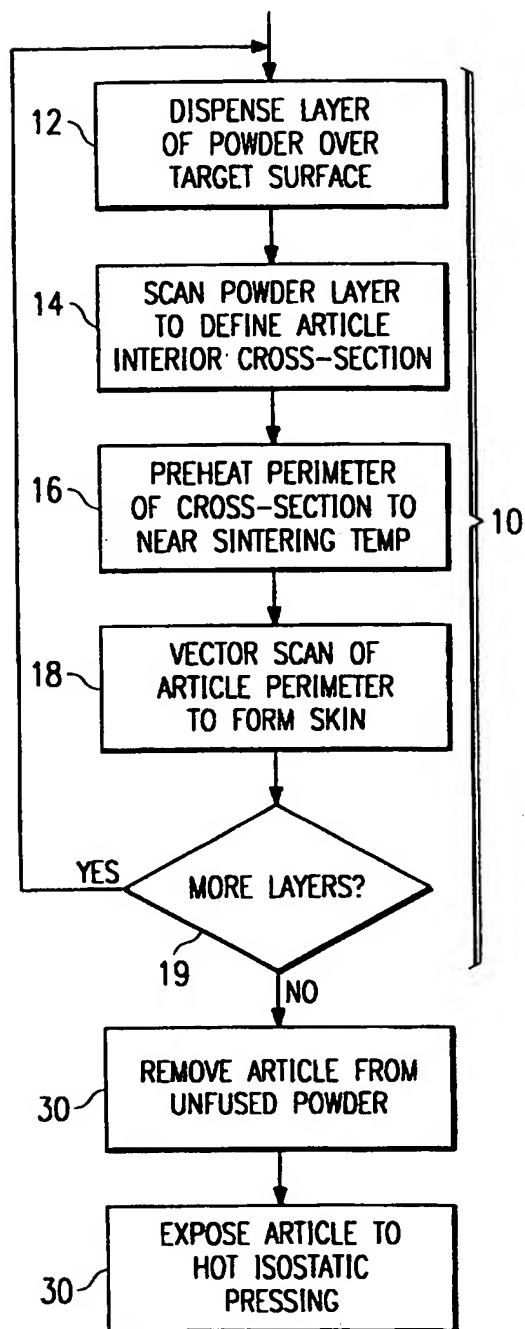 12
DISPENSE LAYER
OF POWDER OVER
TARGET SURFACE
14
SCAN POWDER LAYER
TO DEFINE ARTICLE
INTERIOR CROSS-SECTION
16
PREHEAT PERIMETER
OF CROSS-SECTION TO
NEAR SINTERING TEMP
10
18
VECTOR SCAN OF
ARTICLE PERIMETER
TO FORM SKIN
YES
MORE LAYERS?
19
NO
30
REMOVE ARTICLE FROM
UNFUSED POWDER
30
EXPOSE ARTICLE TO
HOT ISOSTATIC
PRESSING